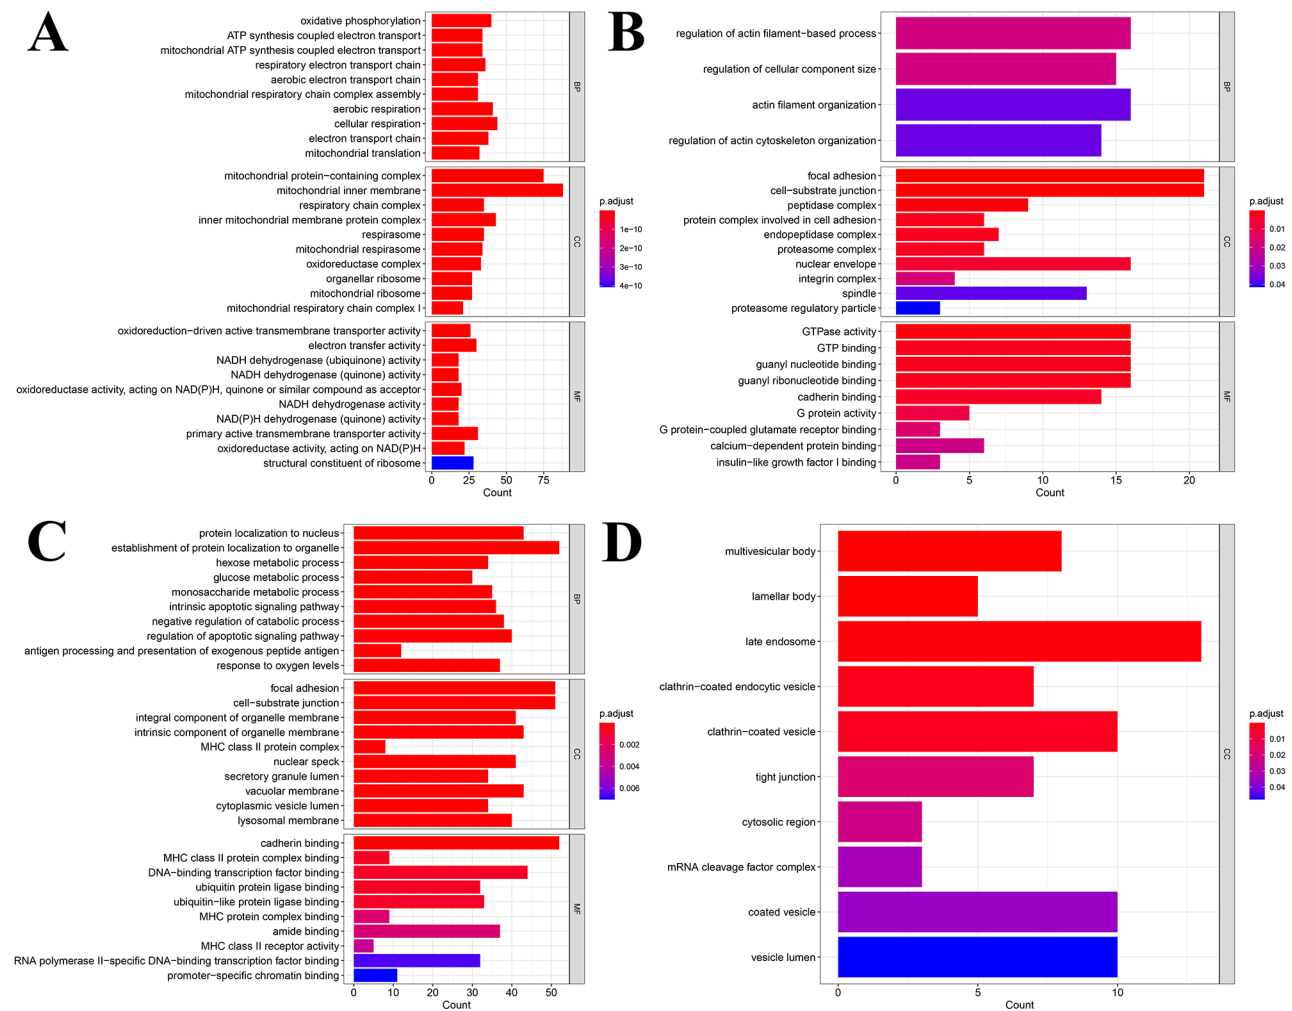 A
oxidative phosphorylation
ATP synthesis coupled electron transport
mitochondrial ATP synthesis coupled electron transport
respiratory electron transport chain
aerobic electron transport chain
mitochondrial respiratory chain complex assembly
aerobic respiration
cellular respiration
electron transport chain
mitochondrial translation
BP
mitochondrial protein−containing complex
mitochondrial inner membrane
respiratory chain complex
inner mitochondrial membrane protein complex
respirasome
mitochondrial respirasome
oxidoreductase complex
organellar ribosome
mitochondrial ribosome
mitochondrial respiratory chain complex I
CC
oxidoreduction−driven active transmembrane transporter activity
electron transfer activity
NADH dehydrogenase (ubiquinone) activity
NADH dehydrogenase (quinone) activity
oxidoreductase activity, acting on NAD(P)H, quinone or similar compound as acceptor
NADH dehydrogenase activity
NAD(P)H dehydrogenase (quinone) activity
primary active transmembrane transporter activity
oxidoreductase activity, acting on NAD(P)H
structural constituent of ribosome
MF
0 25 50 75
Count
p.adjust
1e−10
2e−10
3e−10
4e−10
B
regulation of actin filament−based process
regulation of cellular component size
actin filament organization
regulation of actin cytoskeleton organization
BP
focal adhesion
cell−substrate junction
peptidase complex
protein complex involved in cell adhesion
endopeptidase complex
proteasome complex
nuclear envelope
integrin complex
spindle
proteasome regulatory particle
CC
GTPase activity
GTP binding
guanyl nucleotide binding
guanyl ribonucleotide binding
cadherin binding
G protein activity
G protein−coupled glutamate receptor binding
calcium−dependent protein binding
insulin−like growth factor I binding
MF
0 5 10 15 20
Count
p.adjust
0.01
0.02
0.03
0.04
C
protein localization to nucleus
establishment of protein localization to organelle
hexose metabolic process
glucose metabolic process
monosaccharide metabolic process
intrinsic apoptotic signaling pathway
negative regulation of catabolic process
regulation of apoptotic signaling pathway
antigen processing and presentation of exogenous peptide antigen
response to oxygen levels
BP
focal adhesion
cell−substrate junction
integral component of organelle membrane
intrinsic component of organelle membrane
MHC class II protein complex
nuclear speck
secretory granule lumen
vacuolar membrane
cytoplasmic vesicle lumen
lysosomal membrane
CC
cadherin binding
MHC class II protein complex binding
DNA−binding transcription factor binding
ubiquitin protein ligase binding
ubiquitin−like protein ligase binding
MHC protein complex binding
amide binding
MHC class II receptor activity
RNA polymerase II−specific DNA−binding transcription factor binding
promoter−specific chromatin binding
MF
0 10 20 30 40 50
Count
p.adjust
0.002
0.004
0.006
D
multivesicular body
lamellar body
late endosome
clathrin−coated endocytic vesicle
clathrin−coated vesicle
tight junction
cytosolic region
mRNA cleavage factor complex
coated vesicle
vesicle lumen
CC
0 5 10
Count
p.adjust
0.01
0.02
0.03
0.04